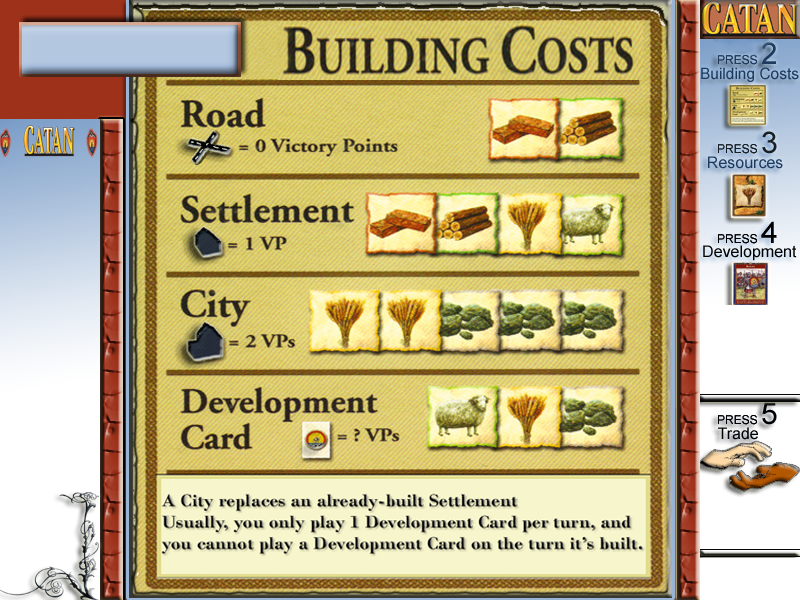 BUILDING COSTS
Road
= 0 Victory Points
Settlement
= 1 VP
City
= 2 VPs
Development
Card
= ? VPs
A City replaces an already-built Settlement
Usually, you only play 1 Development Card per turn, and
you cannot play a Development Card on the turn it's built.
CATAN
CATAN
PRESS 2
Building Costs
PRESS 3
Resources
PRESS 4
Development
PRESS 5
Trade